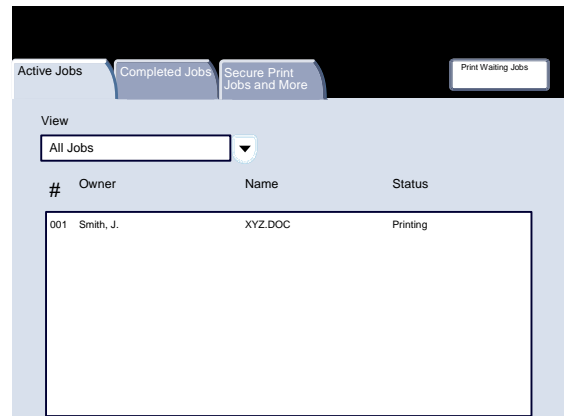 Active Jobs
Completed Jobs
Secure Print
Jobs and More
Print Waiting Jobs
View
All Jobs
# Owner Name Status
001 Smith, J. XYZ.DOC Printing